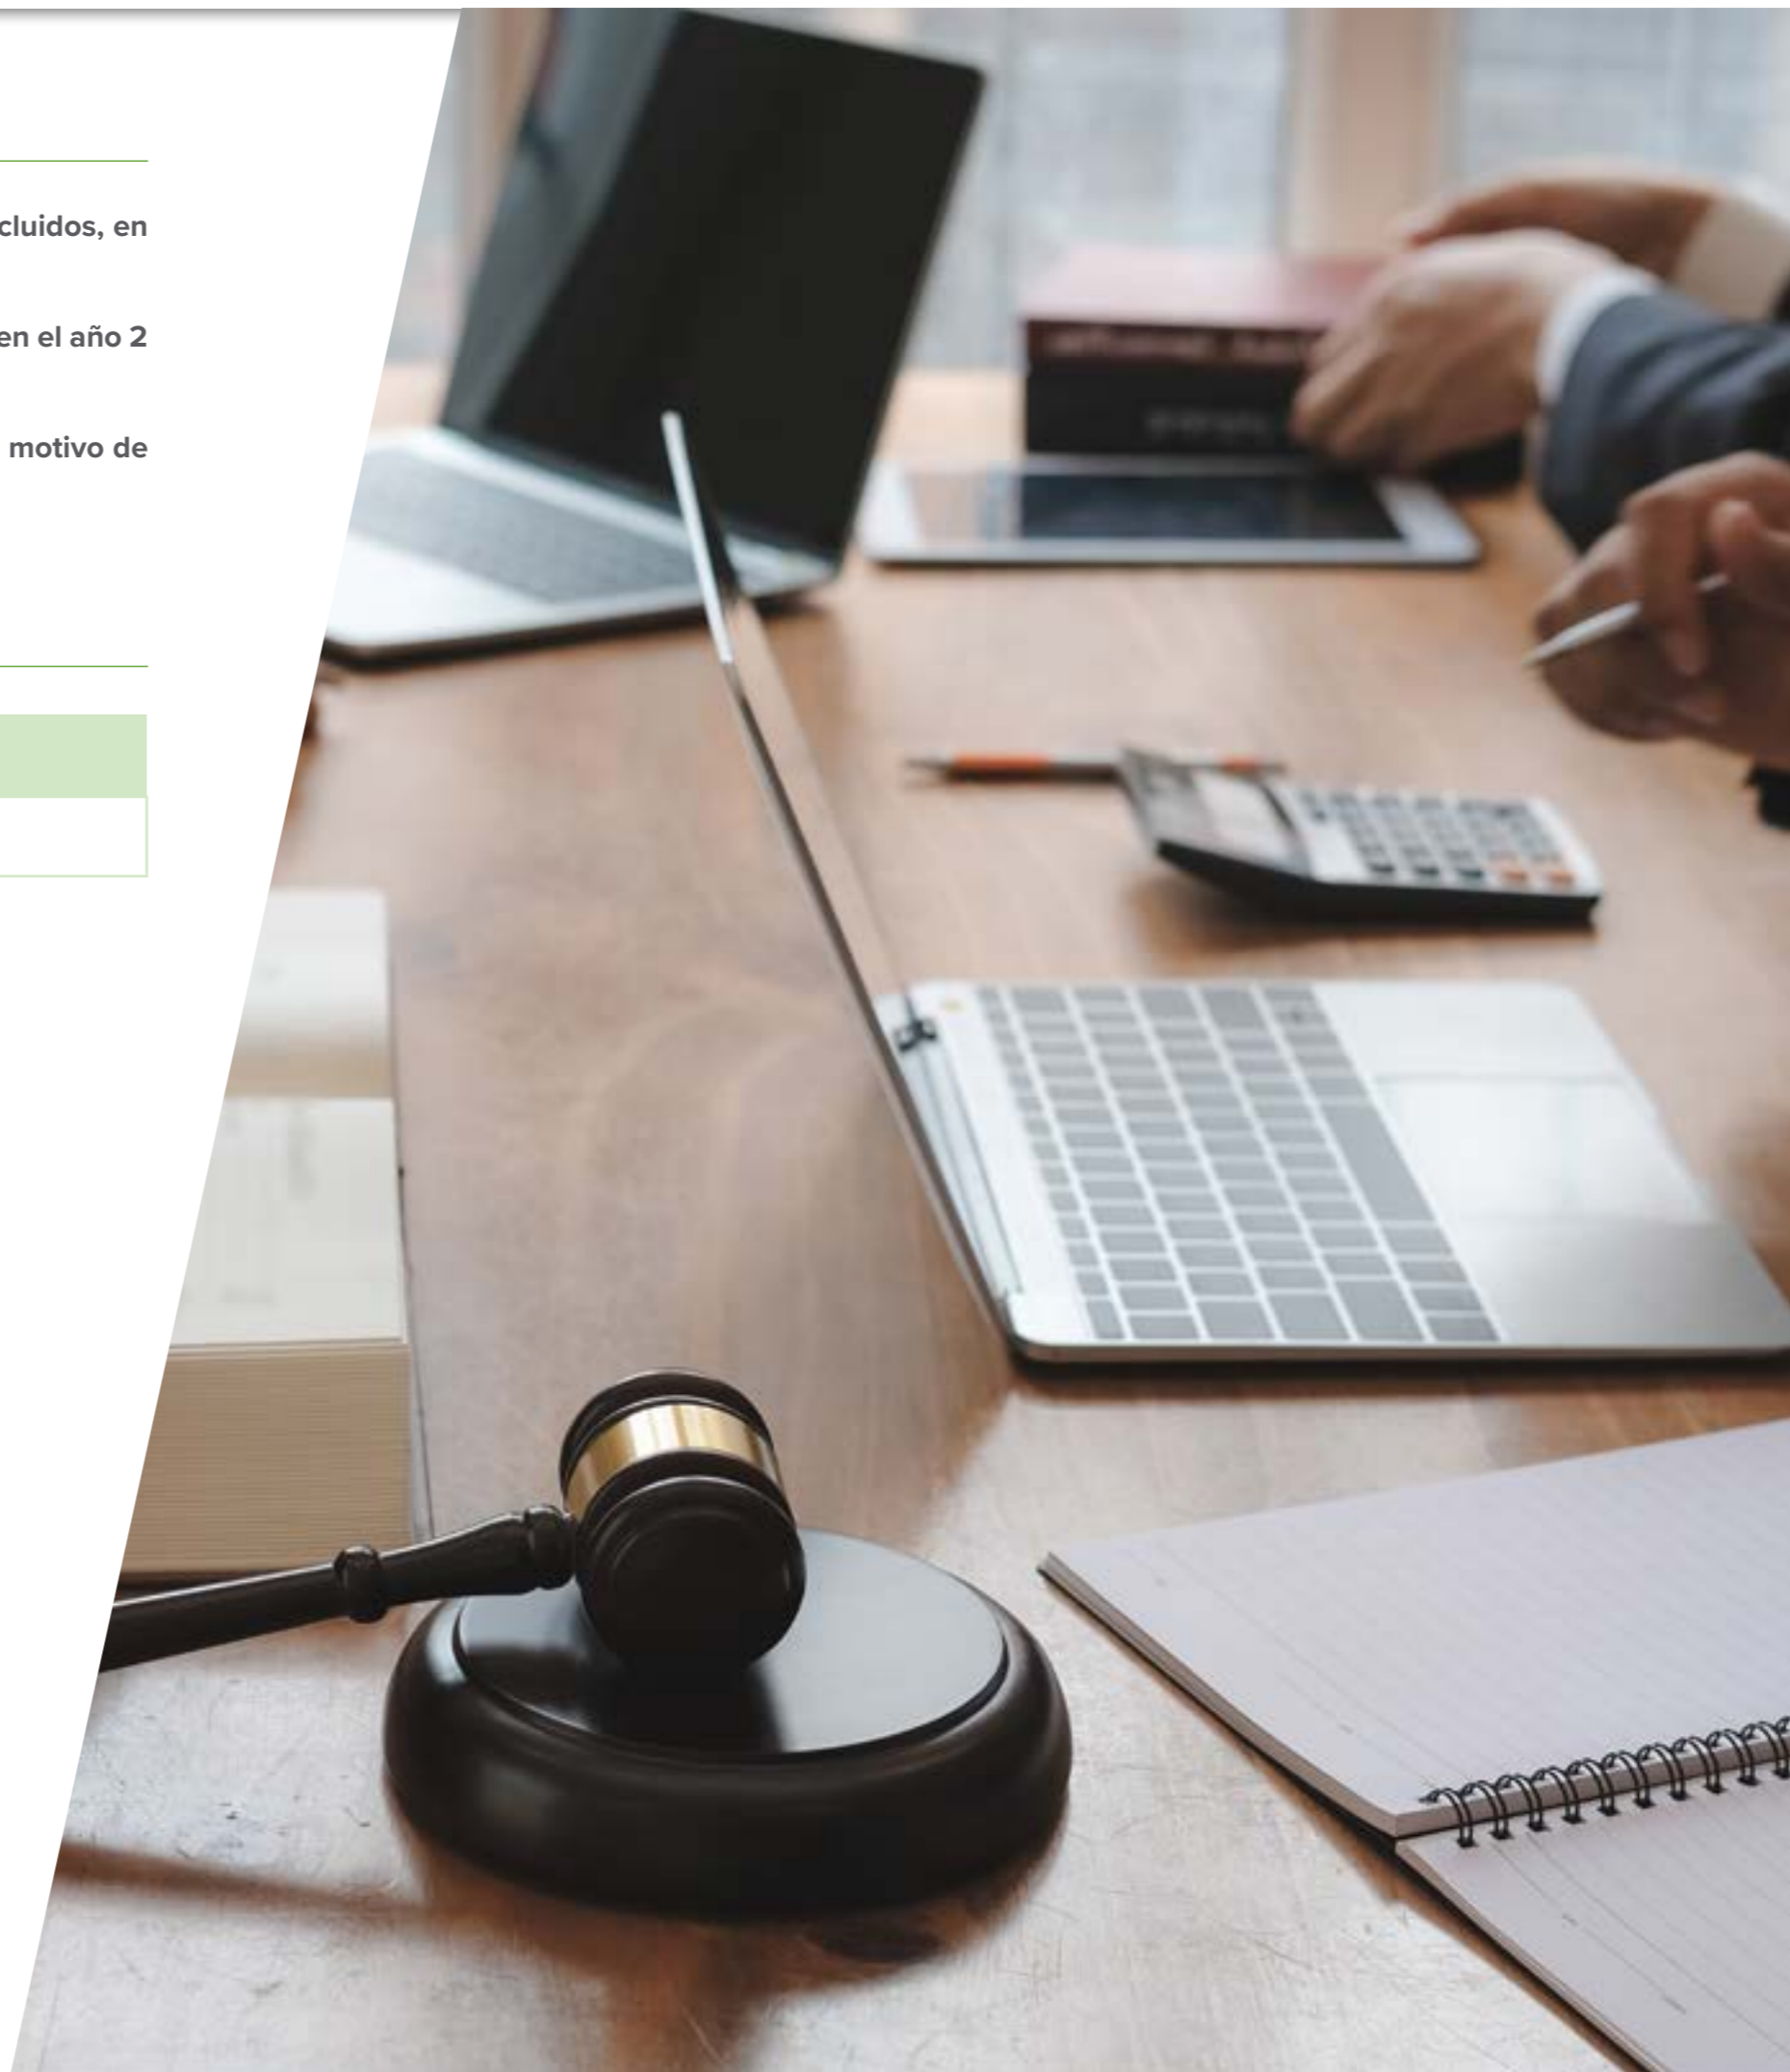 cluidos, en
en el año 2
motivo de